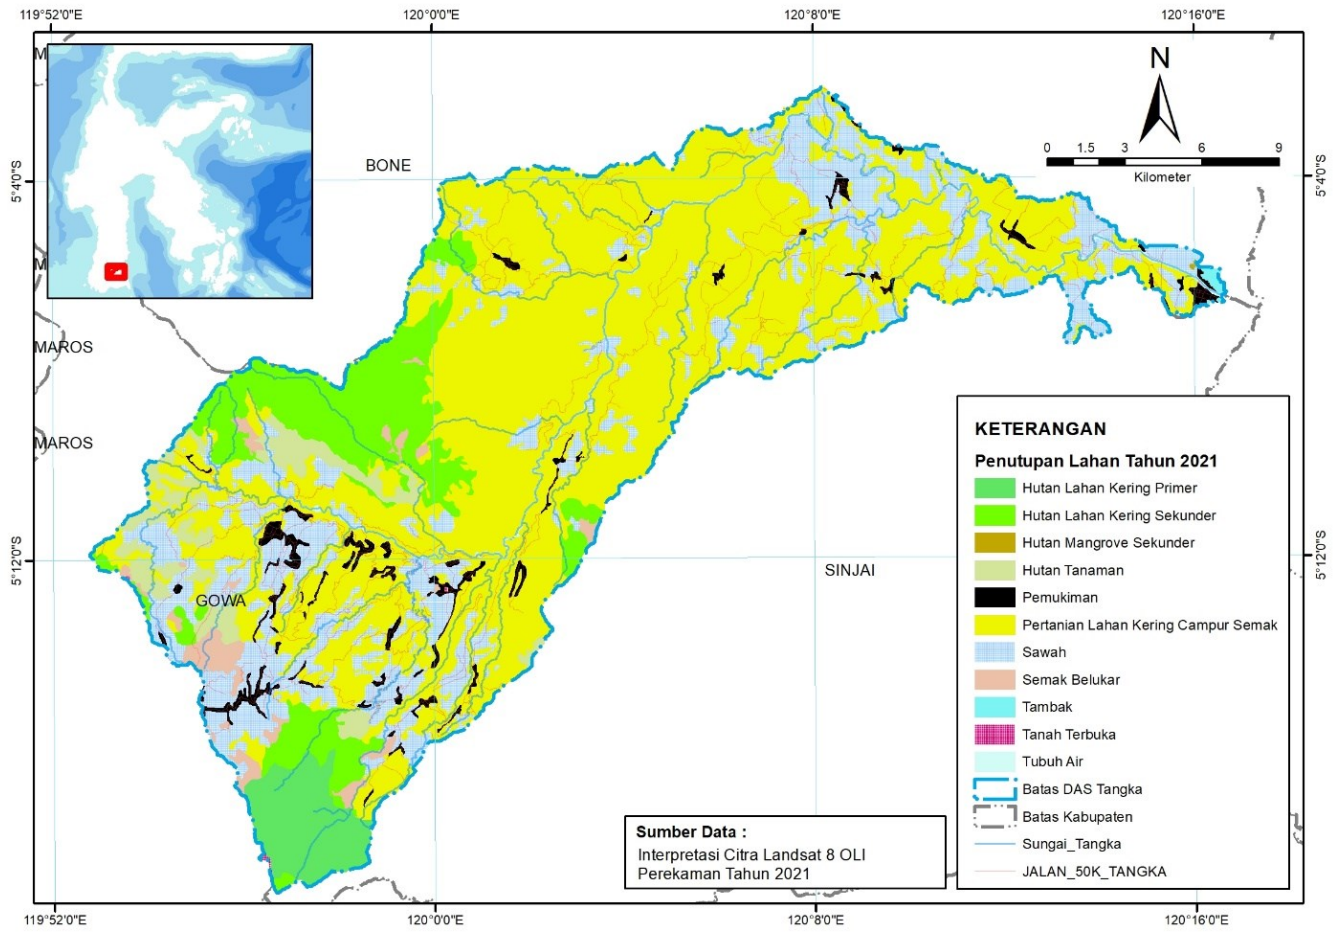 119°52'0"E
120°0'0"E
120°8'0"E
120°16'0"E
M
N
0 1.5 3 6 9
Kilometer
BONE
5°4'0"S
5°4'0"S
M
MAROS
MAROS
KETERANGAN
Penutupan Lahan Tahun 2021
Hutan Lahan Kering Primer
Hutan Lahan Kering Sekunder
Hutan Mangrove Sekunder
Hutan Tanaman
Pemukiman
Pertanian Lahan Kering Campur Semak
Sawah
Semak Belukar
Tambak
Tanah Terbuka
Tubuh Air
Batas DAS Tangka
Batas Kabupaten
Sungai_Tangka
JALAN_50K_TANGKA
5°12'0"S
5°12'0"S
SINJAI
GOWA
Sumber Data :
Interpretasi Citra Landsat 8 OLI
Perekaman Tahun 2021
119°52'0"E
120°0'0"E
120°8'0"E
120°16'0"E